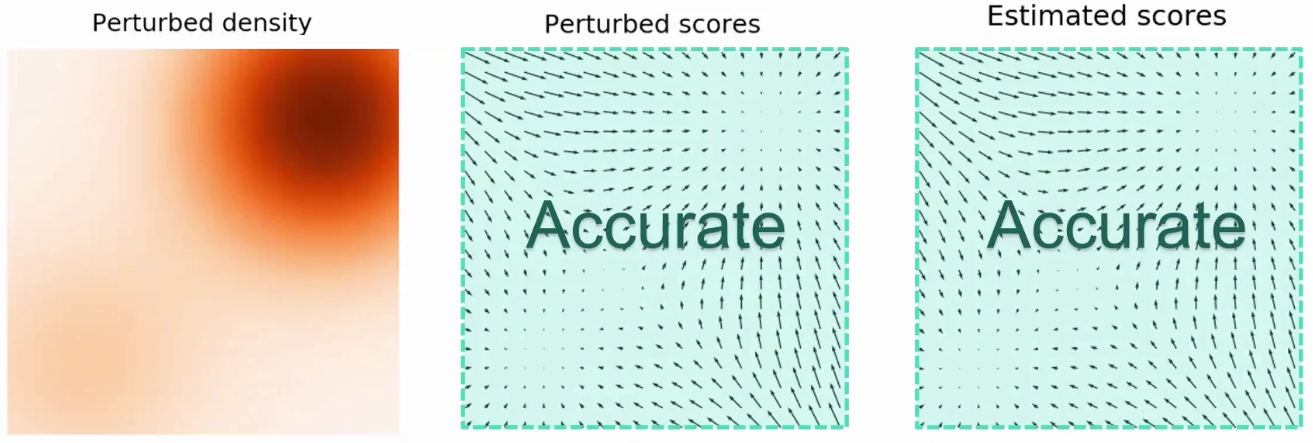 Perturbed density
Perturbed scores
Estimated scores
Accurate
Accurate